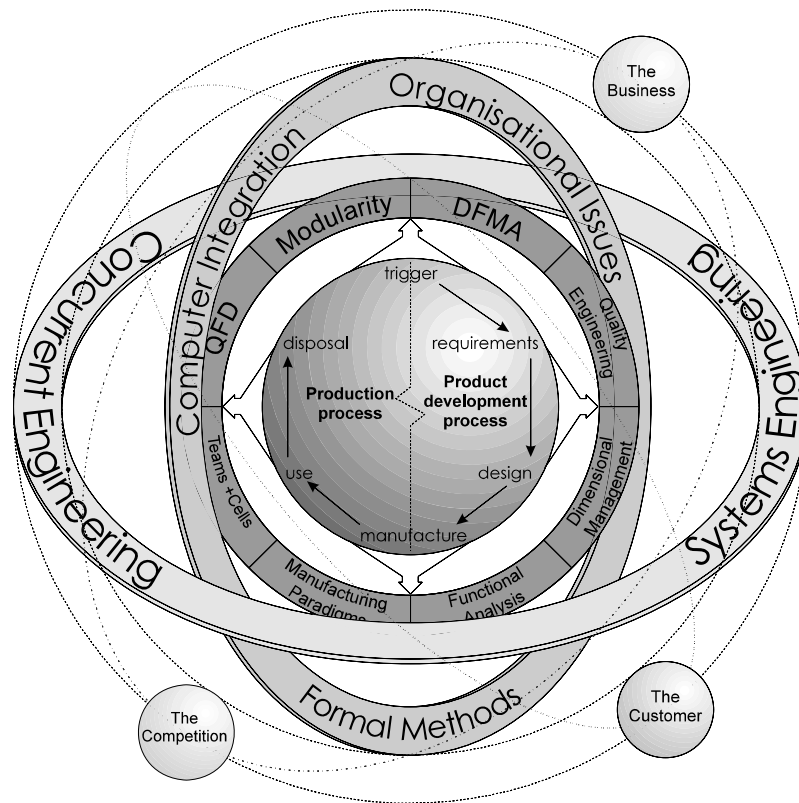 The
Business
Organisational Issues
Computer Integration
Concurrent Engineering
Systems Engineering
Formal Methods
Modularity
DFMA
QFD
Quality
Engineering
Teams +Cells
Dimensional
Management
Manufacturing
Paradigms
Functional
Analysis
trigger
disposal
requirements
Production
process
Product
development
process
use
design
manufacture
The
Competition
The
Customer